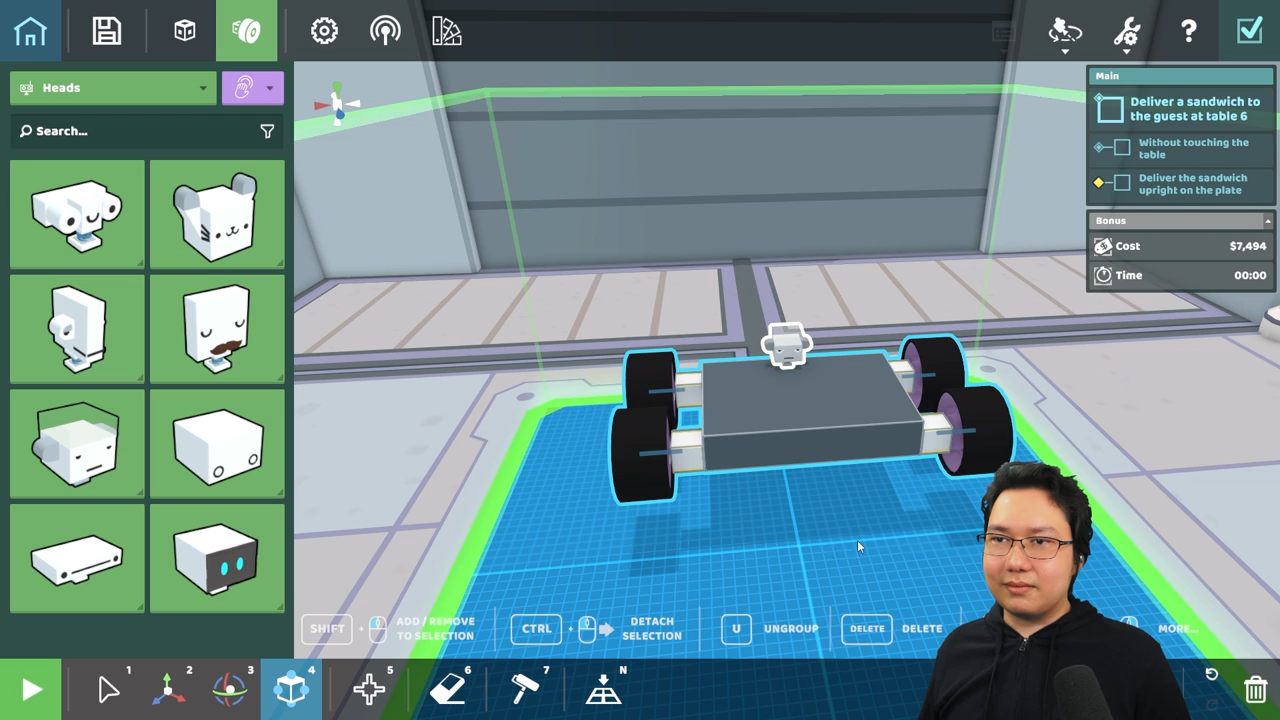 Heads
Search...
Main
Deliver a sandwich to
the guest at table 6
Without touching the
table
Deliver the sandwich
upright on the plate
Bonus
Cost $7,494
Time 00:00
SHIFT + ADD / REMOVE
TO SELECTION
CTRL + DETACH
SELECTION
U UNGROUP
DELETE DELETE
MORE...
1
2
3
4
5
6
7
N